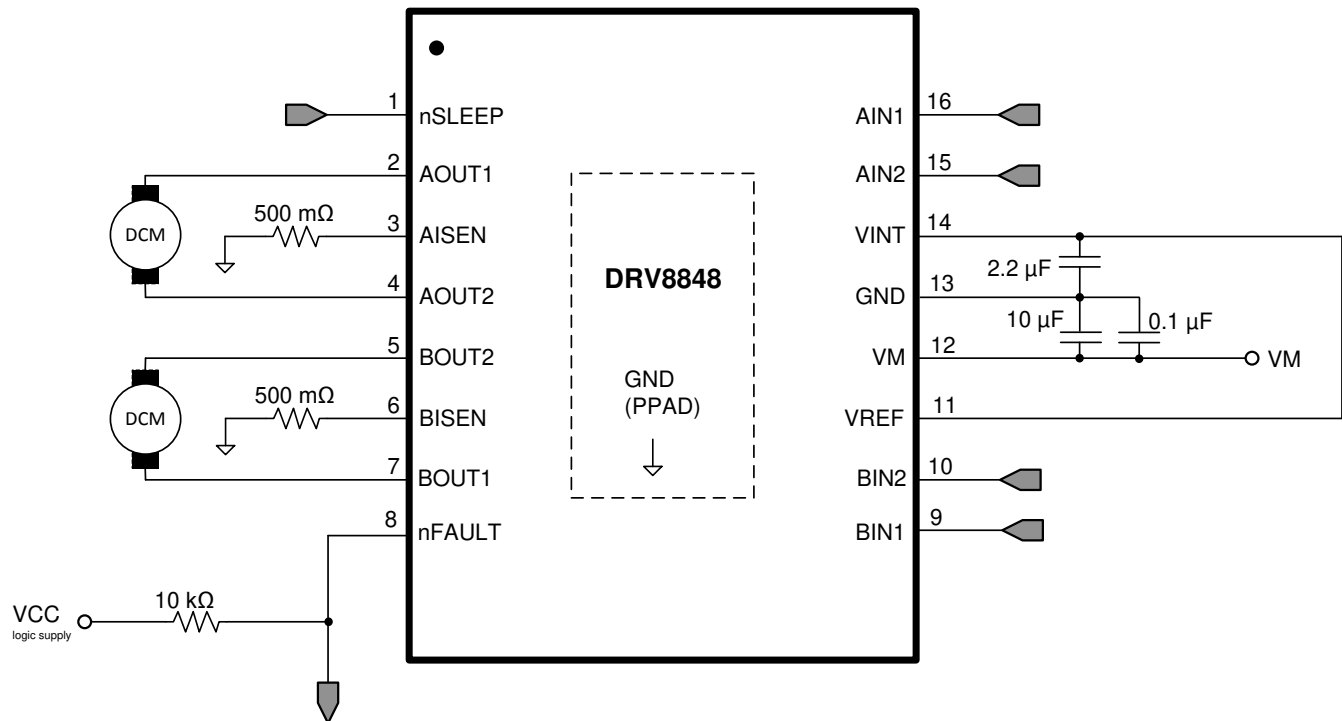 1
nSLEEP
2
AOUT1
DCM
500 mΩ
3
AISEN
4
AOUT2
5
BOUT2
DCM
500 mΩ
6
BISEN
7
BOUT1
8
nFAULT
VCC
logic supply
10 kΩ
DRV8848
GND
(PPAD)
AIN1
16
AIN2
15
VINT
14
2.2 µF
GND
13
10 µF
0.1 µF
VM
12
VM
VREF
11
BIN2
10
BIN1
9